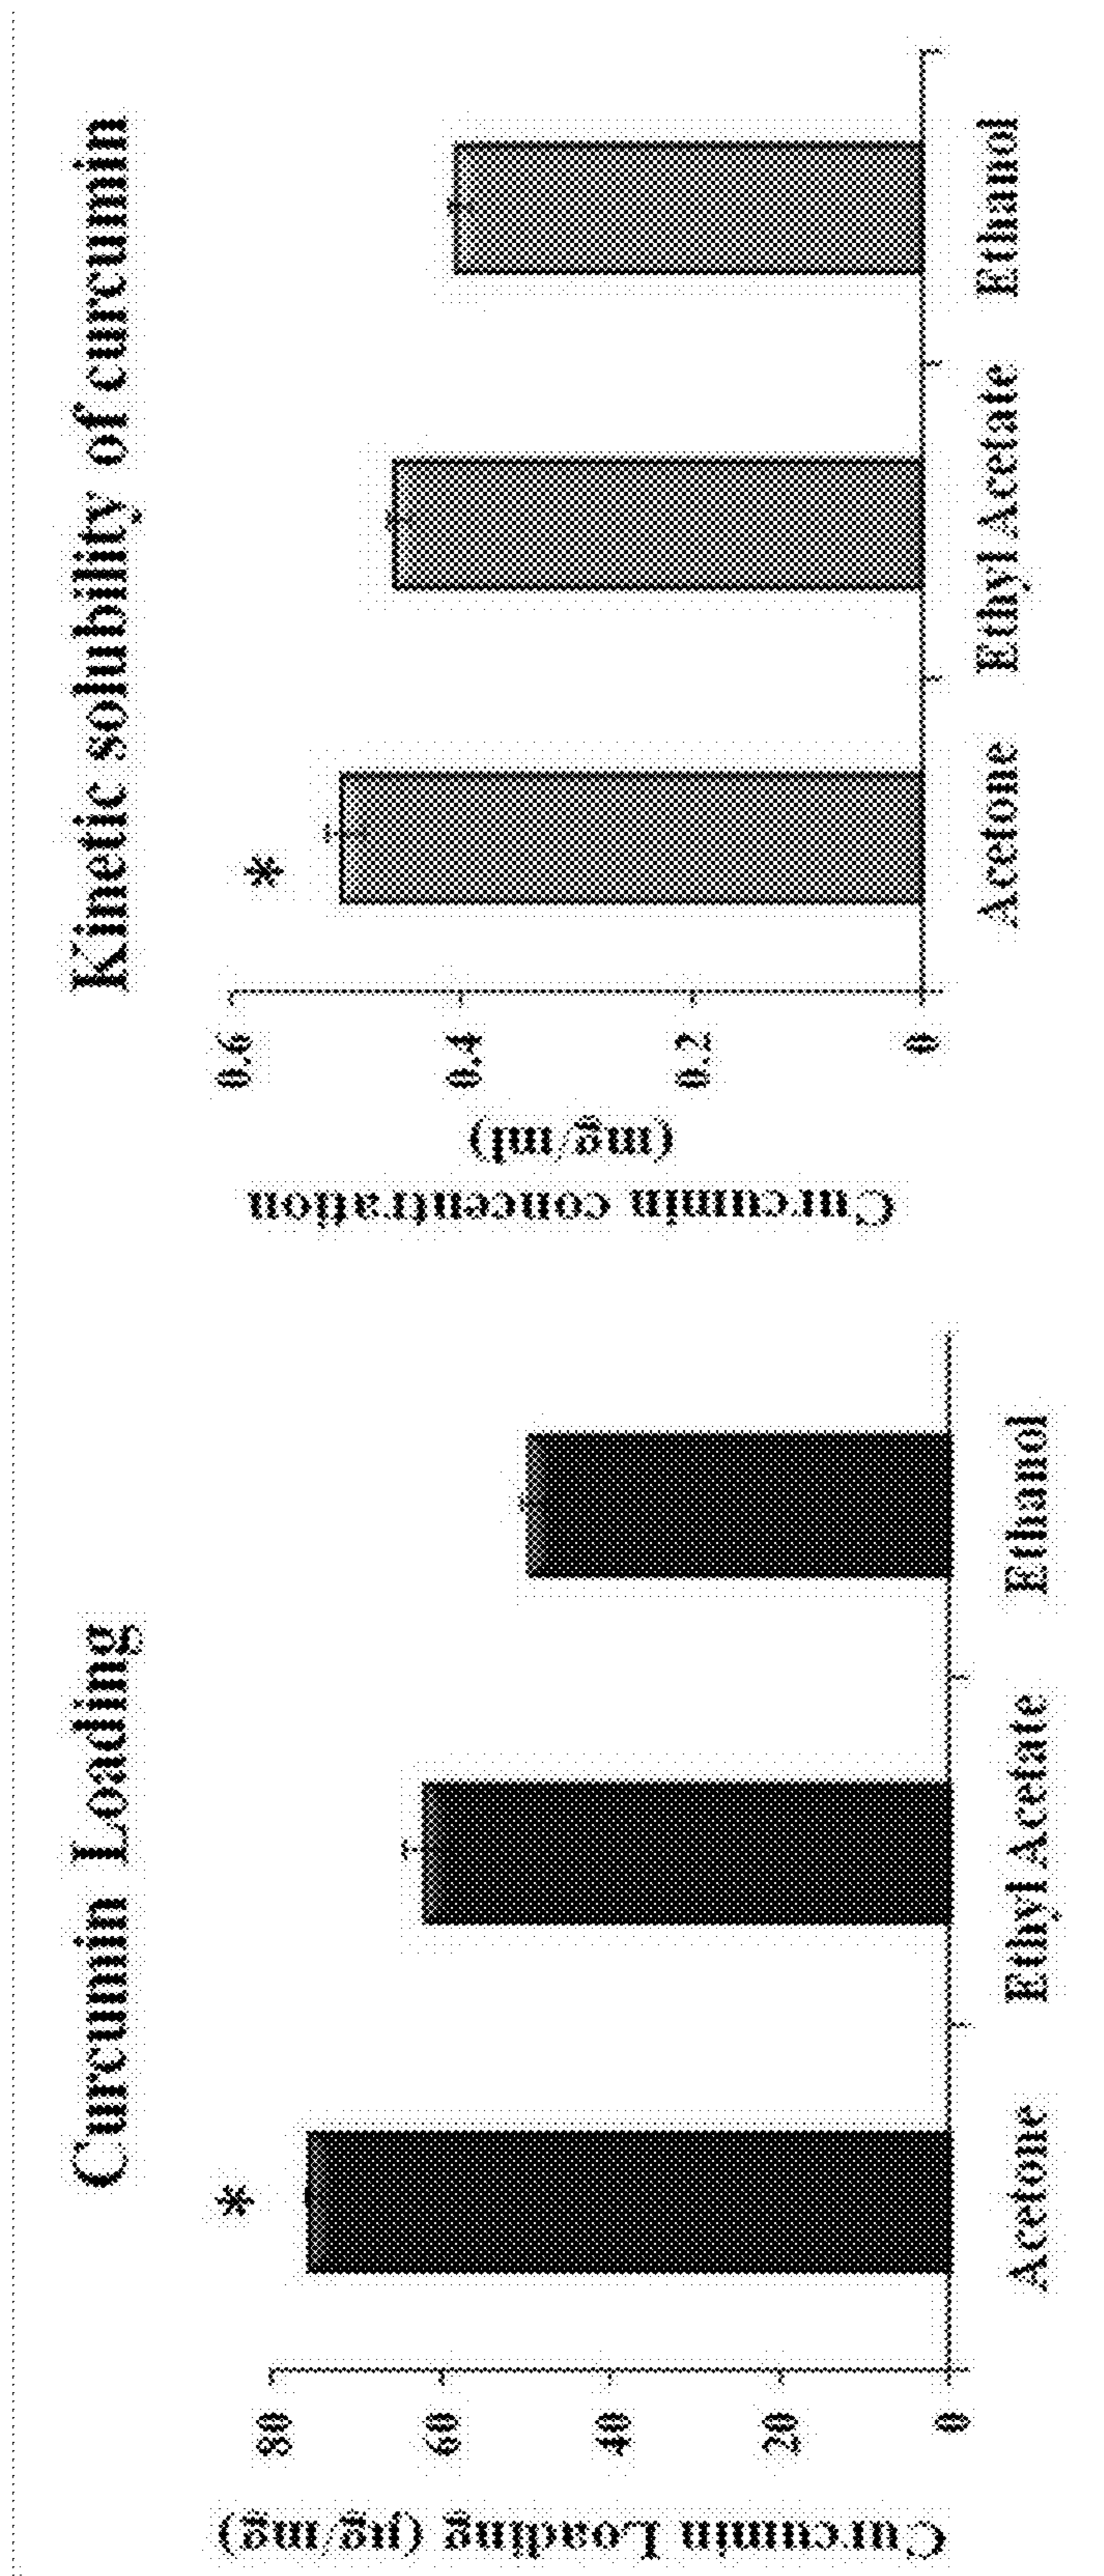 Curcumin Loading
*
Curcumin Loading (µg/mg)
80
60
40
20
0
Acetone
Ethyl Acetate
Ethanol
Kinetic solubility of curcumin
*
Curcumin concentration
(mg/ml)
0.6
0.4
0.2
0
Acetone
Ethyl Acetate
Ethanol